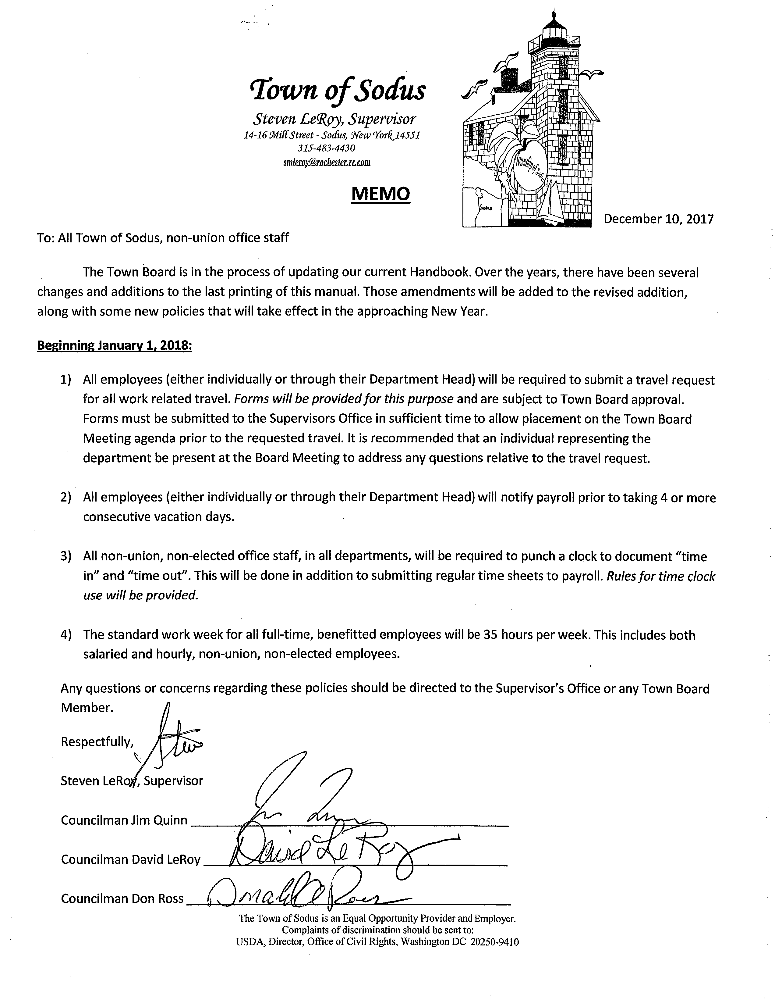 Town of Sodus
Steven LeRoy, Supervisor
14-16 Mill Street - Sodus, New York 14551
315-483-4430
smleroy@rochester.rr.com
Township of Sodus
Sodus
MEMO
December 10, 2017
To: All Town of Sodus, non-union office staff
The Town Board is in the process of updating our current Handbook. Over the years, there have been several
changes and additions to the last printing of this manual. Those amendments will be added to the revised addition,
along with some new policies that will take effect in the approaching New Year.
Beginning January 1, 2018:
1) All employees (either individually or through their Department Head) will be required to submit a travel request
for all work related travel. Forms will be provided for this purpose and are subject to Town Board approval.
Forms must be submitted to the Supervisors Office in sufficient time to allow placement on the Town Board
Meeting agenda prior to the requested travel. It is recommended that an individual representing the
department be present at the Board Meeting to address any questions relative to the travel request.
2) All employees (either individually or through their Department Head) will notify payroll prior to taking 4 or more
consecutive vacation days.
3) All non-union, non-elected office staff, in all departments, will be required to punch a clock to document “time
in” and “time out”. This will be done in addition to submitting regular time sheets to payroll. Rules for time clock
use will be provided.
4) The standard work week for all full-time, benefitted employees will be 35 hours per week. This includes both
salaried and hourly, non-union, non-elected employees.
Any questions or concerns regarding these policies should be directed to the Supervisor’s Office or any Town Board
Member.
Respectfully, Steve
Steven LeRoy, Supervisor
Councilman Jim Quinn Jim Quinn
Councilman David LeRoy David LeRoy
Councilman Don Ross Donald Ross
The Town of Sodus is an Equal Opportunity Provider and Employer.
Complaints of discrimination should be sent to:
USDA, Director, Office of Civil Rights, Washington DC 20250-9410